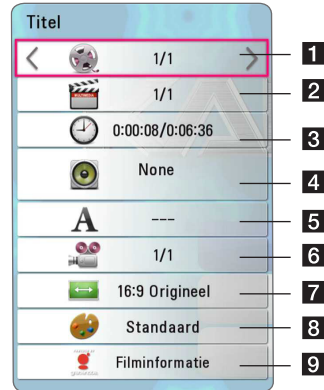 Titel
1/1 1
1/1 2
0:00:08/0:06:36 3
None 4
A --- 5
1/1 6
16:9 Origineel 7
Standaard 8
Filminformatie 9